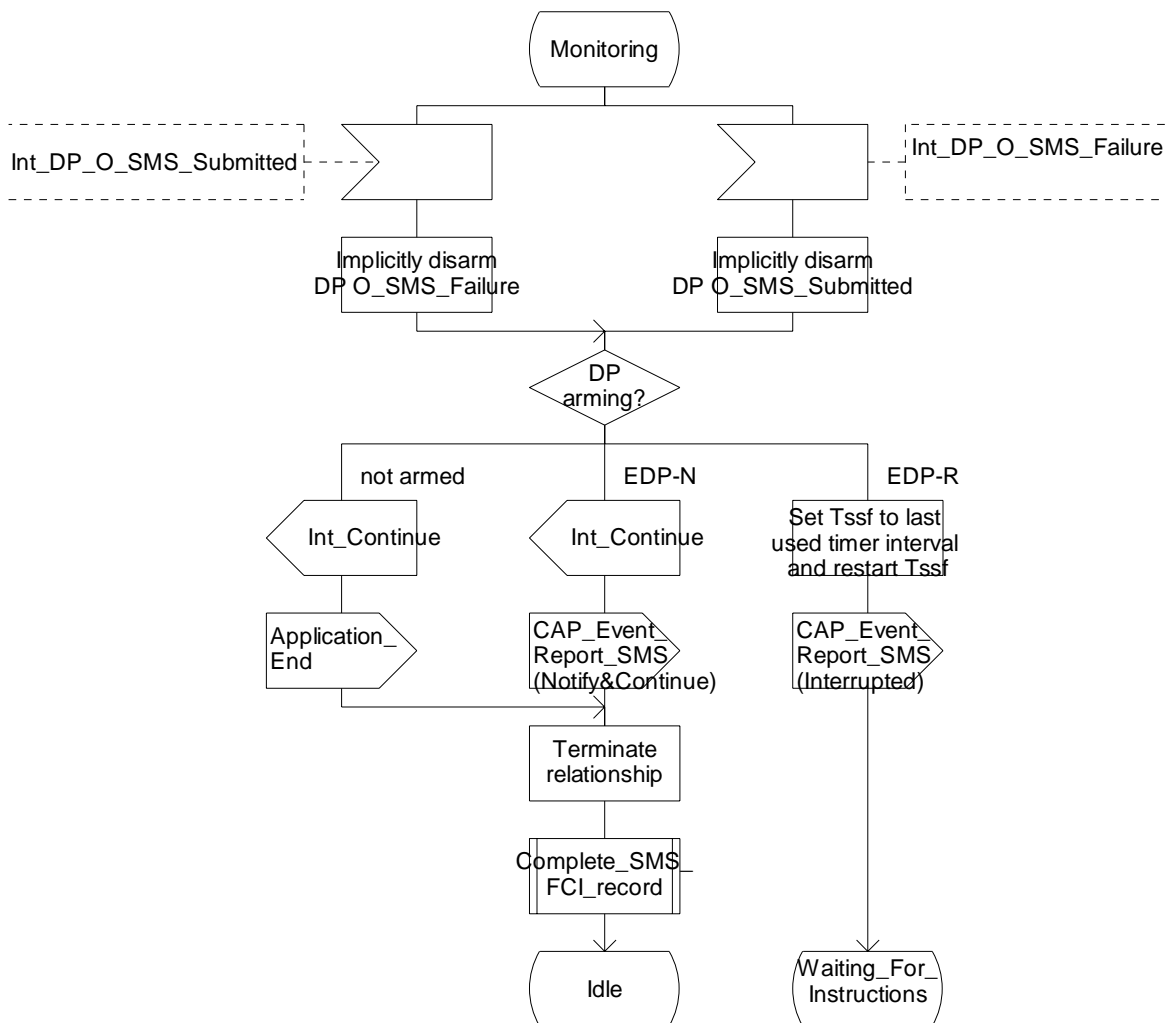 Monitoring
Int_DP_O_SMS_Submitted
Int_DP_O_SMS_Failure
Implicitly disarm
DP O_SMS_Failure
Implicitly disarm
DP O_SMS_Submitted
DP
arming?
not armed
EDP-N
EDP-R
Int_Continue
Int_Continue
Set Tssf to last
used timer interval
and restart Tssf
Application_
End
CAP_Event_
Report_SMS
(Notify&Continue)
CAP_Event_
Report_SMS
(Interrupted)
Terminate
relationship
Complete_SMS_
FCI_record
Idle
Waiting_For_
Instructions